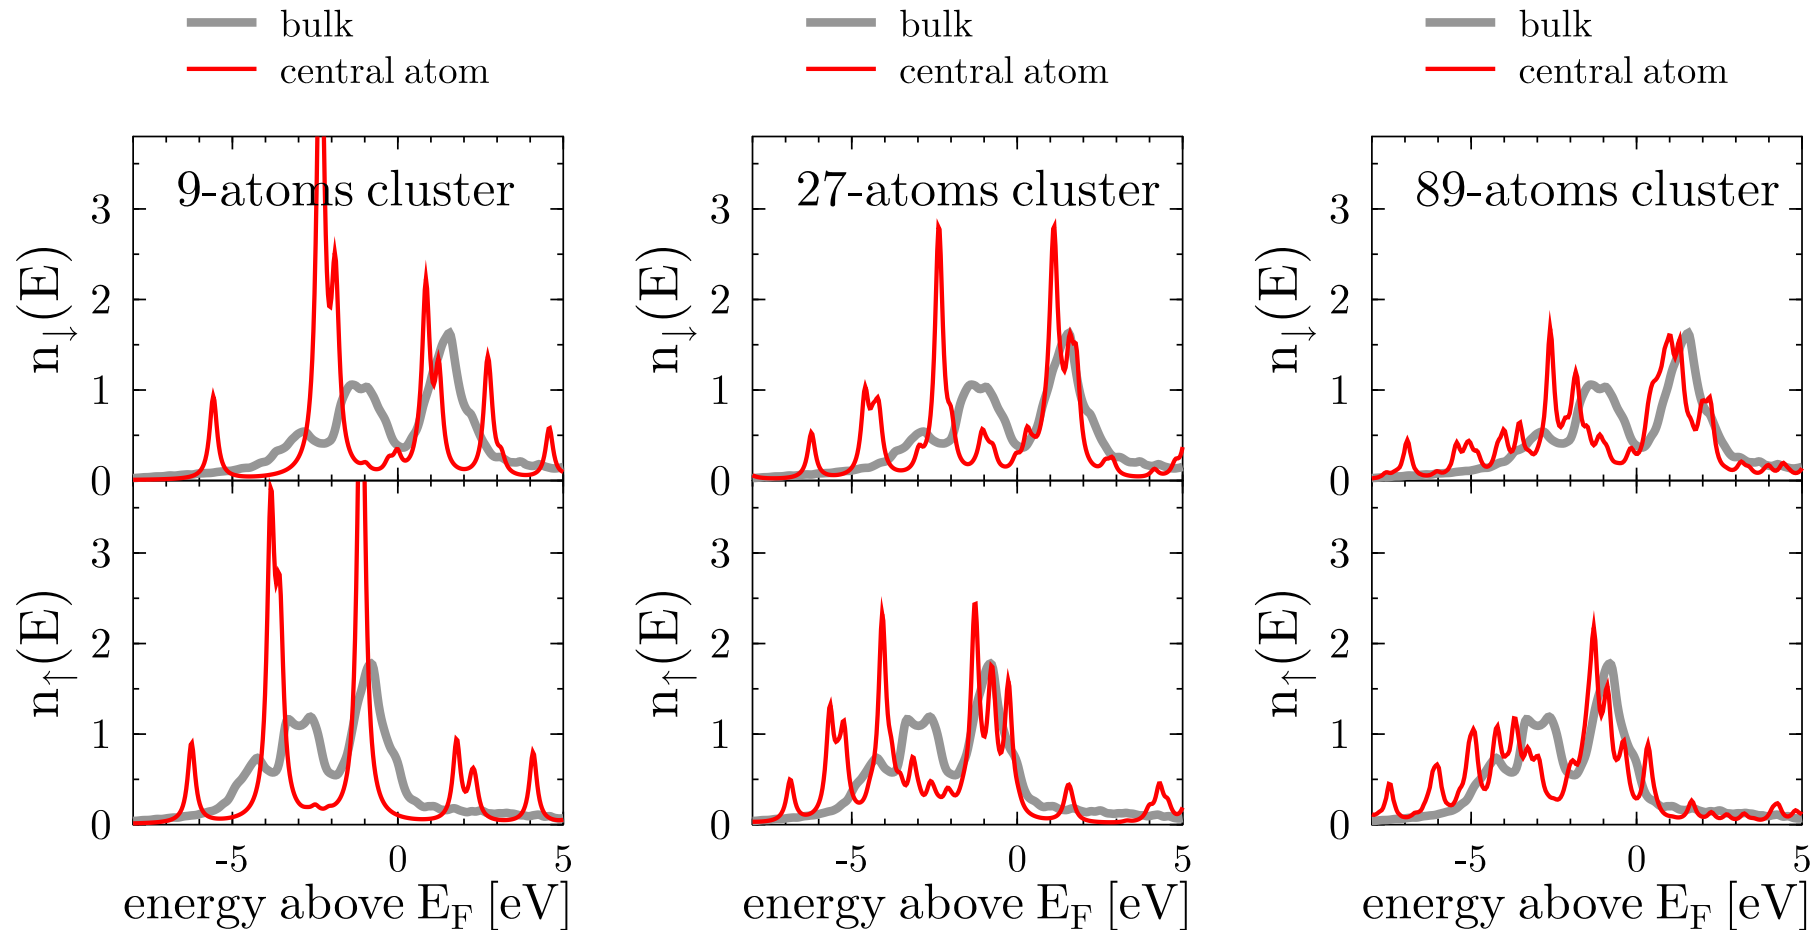 bulk
central atom
bulk
central atom
bulk
central atom
9-atoms cluster
n↓(E)
3
2
1
0
27-atoms cluster
n↓(E)
3
2
1
0
89-atoms cluster
n↓(E)
3
2
1
0
n↑(E)
3
2
1
0
-5 0 5
energy above E_F [eV]
n↑(E)
3
2
1
0
-5 0 5
energy above E_F [eV]
n↑(E)
3
2
1
0
-5 0 5
energy above E_F [eV]